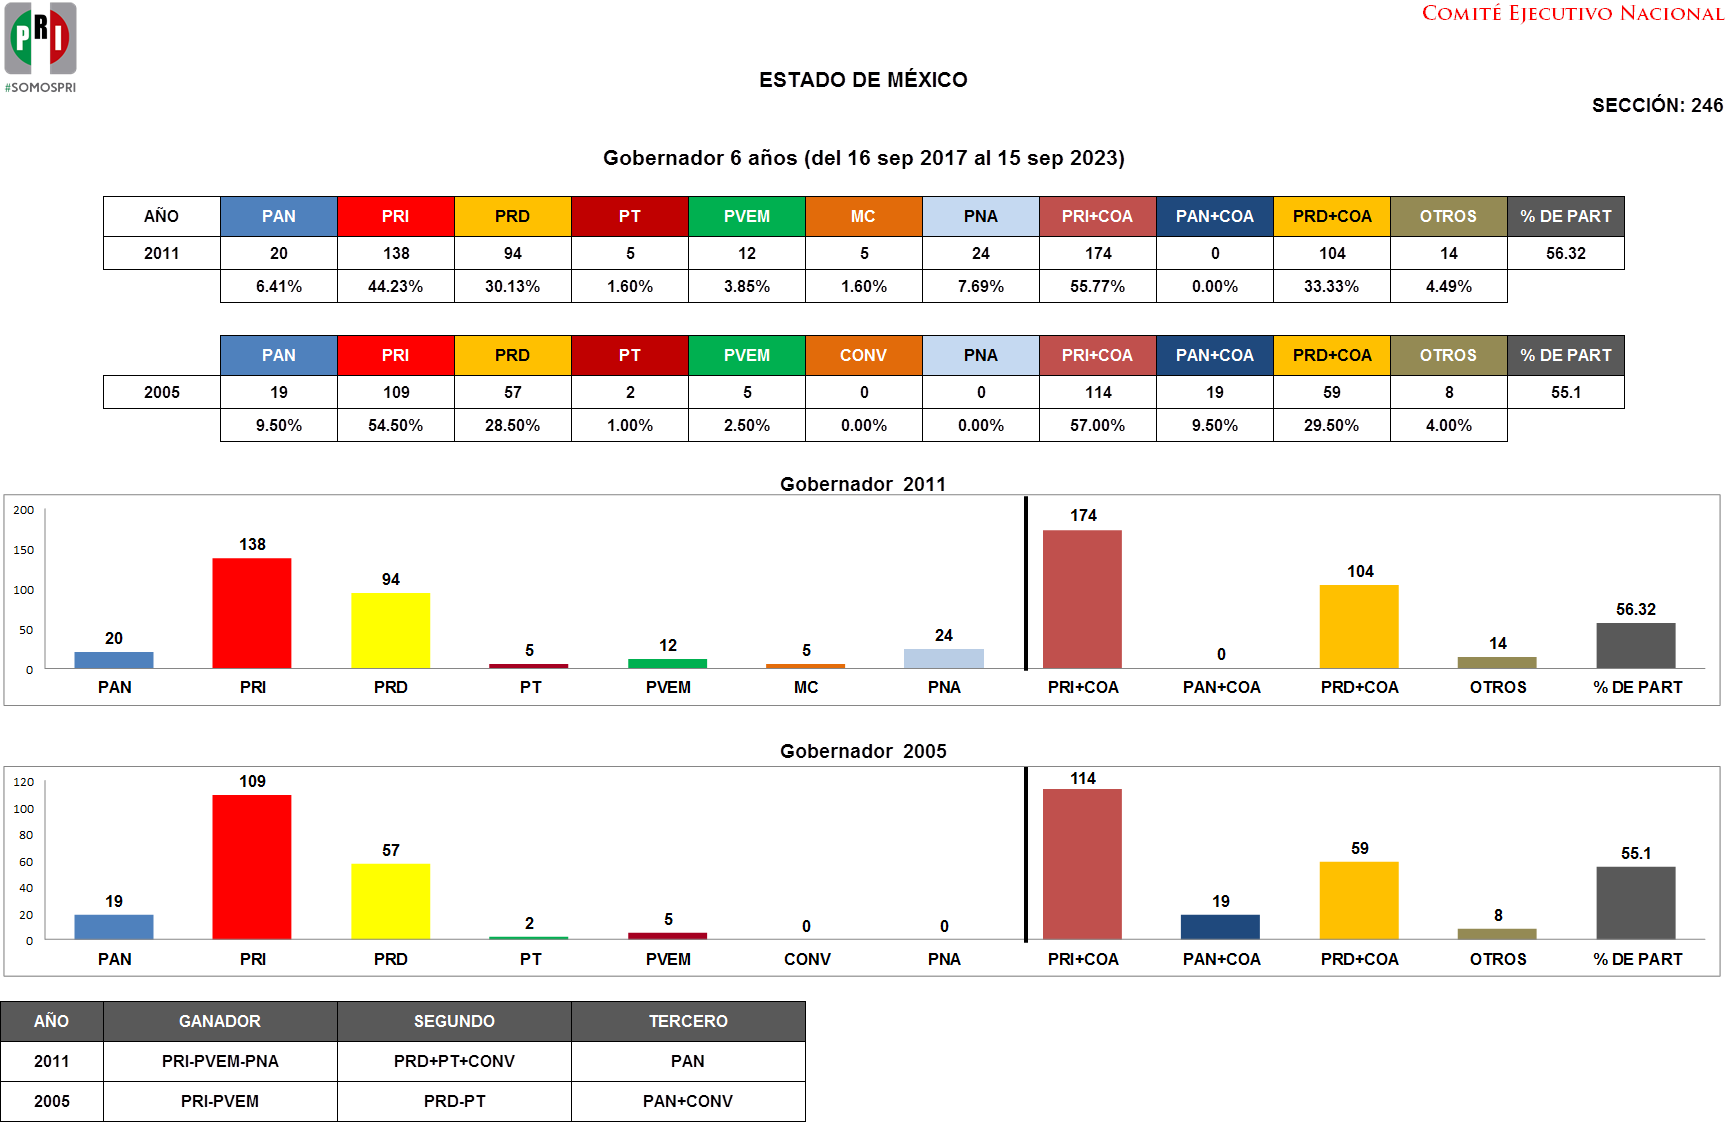 PRI
#SOMOSPRI
COMITÉ EJECUTIVO NACIONAL
ESTADO DE MÉXICO
SECCIÓN: 246
Gobernador 6 años (del 16 sep 2017 al 15 sep 2023)
AÑO PAN PRI PRD PT PVEM MC PNA PRI+COA PAN+COA PRD+COA OTROS % DE PART
2011 20 138 94 5 12 5 24 174 0 104 14 56.32
6.41% 44.23% 30.13% 1.60% 3.85% 1.60% 7.69% 55.77% 0.00% 33.33% 4.49%
PAN PRI PRD PT PVEM CONV PNA PRI+COA PAN+COA PRD+COA OTROS % DE PART
2005 19 109 57 2 5 0 0 114 19 59 8 55.1
9.50% 54.50% 28.50% 1.00% 2.50% 0.00% 0.00% 57.00% 9.50% 29.50% 4.00%
Gobernador 2011
200
150
100
50
0
20 138 94 5 12 5 24 174 0 104 14 56.32
PAN PRI PRD PT PVEM MC PNA PRI+COA PAN+COA PRD+COA OTROS % DE PART
Gobernador 2005
120
100
80
60
40
20
0
19 109 57 2 5 0 0 114 19 59 8 55.1
PAN PRI PRD PT PVEM CONV PNA PRI+COA PAN+COA PRD+COA OTROS % DE PART
AÑO GANADOR SEGUNDO TERCERO
2011 PRI-PVEM-PNA PRD+PT+CONV PAN
2005 PRI-PVEM PRD-PT PAN+CONV